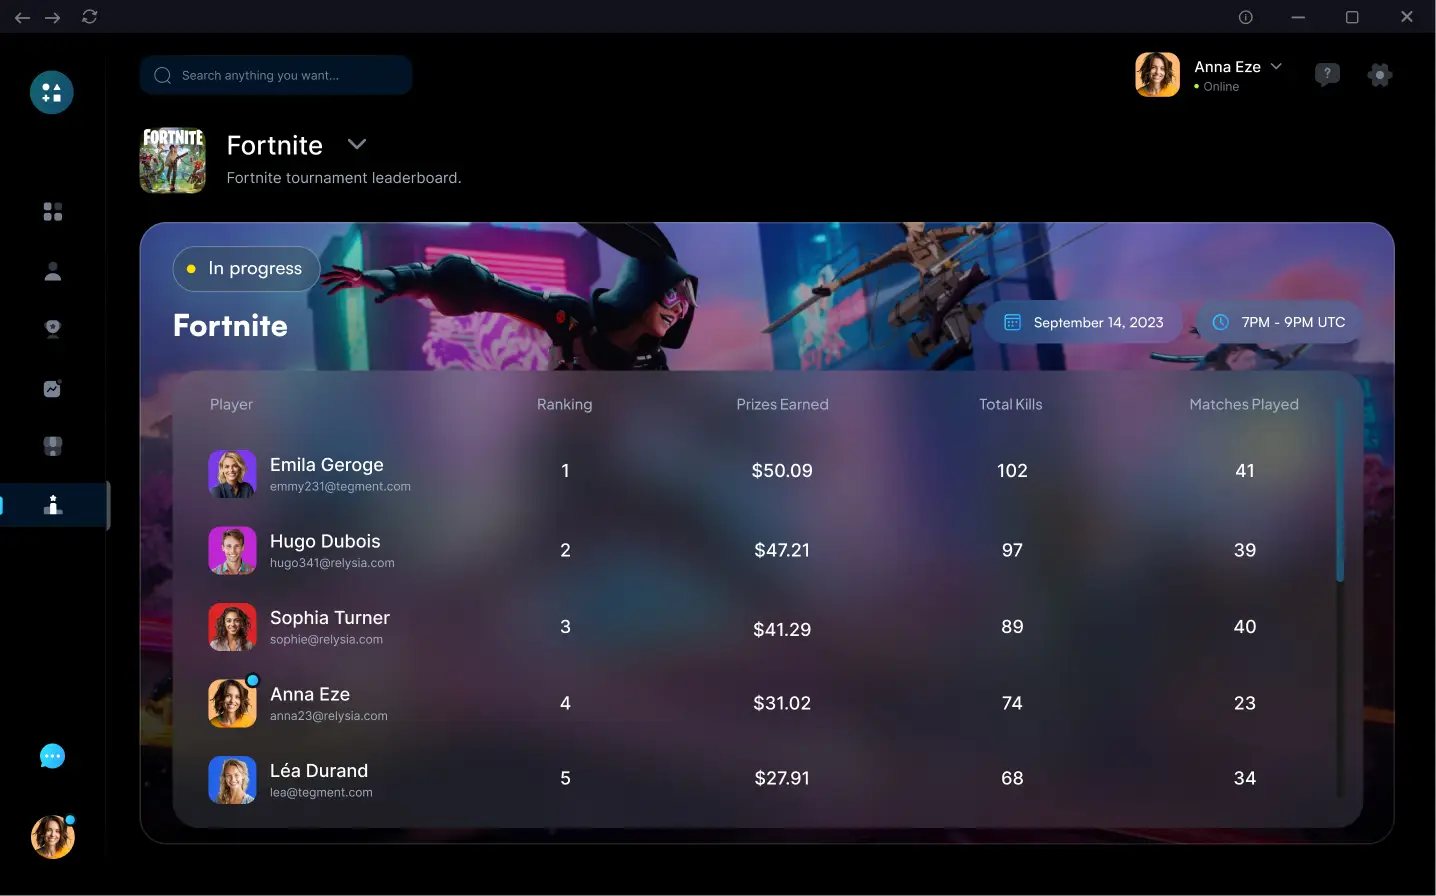 Search anything you want...
Anna Eze
Online
?
FORTNITE
Fortnite
Fortnite tournament leaderboard.
In progress
Fortnite
September 14, 2023
7PM - 9PM UTC
Player Ranking Prizes Earned Total Kills Matches Played
Emila Geroge
emmy231@tegment.com
1 $50.09 102 41
Hugo Dubois
hugo341@relysia.com
2 $47.21 97 39
Sophia Turner
sophie@relysia.com
3 $41.29 89 40
Anna Eze
anna23@relysia.com
4 $31.02 74 23
Léa Durand
lea@tegment.com
5 $27.91 68 34